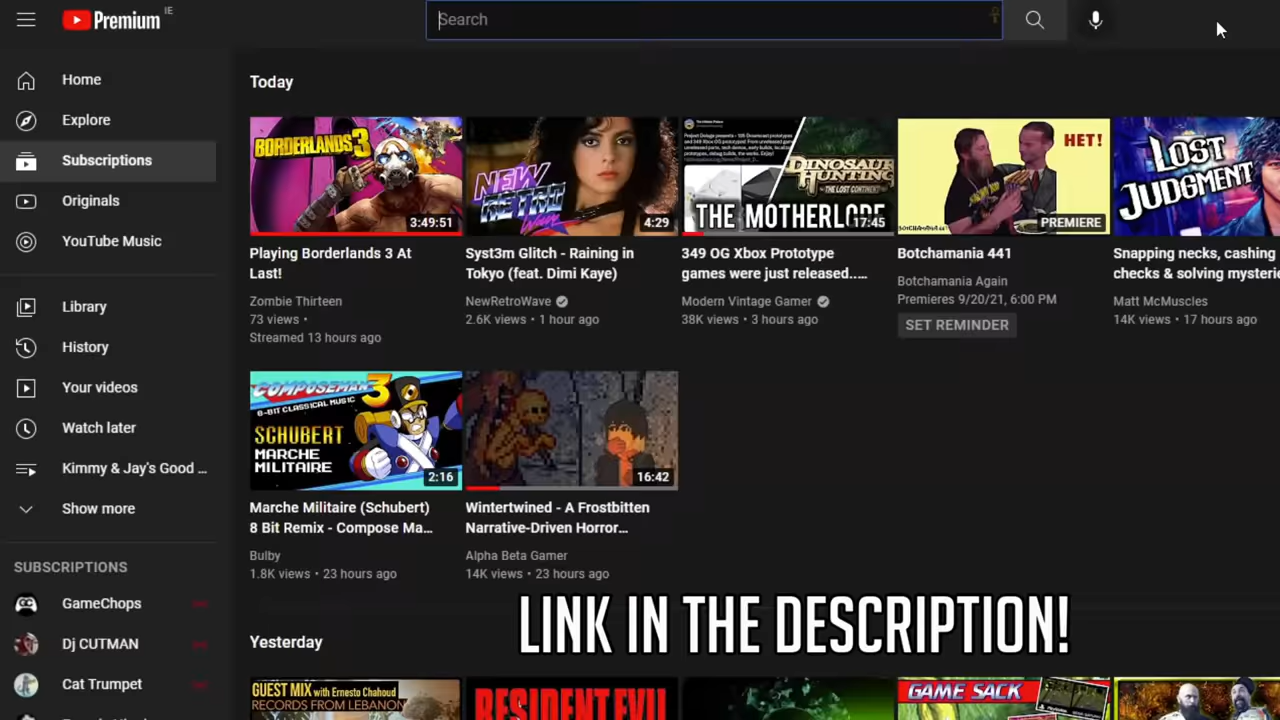 Premium IE
Search
Home
Explore
Subscriptions
Originals
YouTube Music
Library
History
Your videos
Watch later
Kimmy & Jay's Good ...
Show more
SUBSCRIPTIONS
GameChops
Dj CUTMAN
Cat Trumpet
Today
BORDERLANDS 3
3:49:51
Playing Borderlands 3 At
Last!
Zombie Thirteen
73 views •
Streamed 13 hours ago
NEW
RETRO
4:29
Syst3m Glitch - Raining in
Tokyo (feat. Dimi Kaye)
NewRetroWave
2.6K views • 1 hour ago
DINOSAUR
HUNTING
THE LOST CONTINENT
THE MOTHERLODE
17:45
349 OG Xbox Prototype
games were just released.…
Modern Vintage Gamer
38K views • 3 hours ago
HET!
BOTCHAMANIA 441
PREMIERE
Botchamania 441
Botchamania Again
Premieres 9/20/21, 6:00 PM
SET REMINDER
LOST
JUDGMENT
Snapping necks, cashing
checks & solving mysterie
Matt McMuscles
14K views • 17 hours ago
COMPOSEMAN 3
8-BIT CLASSICAL MUSIC
SCHUBERT
MARCHE
MILITAIRE
2:16
Marche Militaire (Schubert)
8 Bit Remix - Compose Ma...
Bulby
1.8K views • 23 hours ago
16:42
Wintertwined - A Frostbitten
Narrative-Driven Horror...
Alpha Beta Gamer
14K views • 23 hours ago
LINK IN THE DESCRIPTION!
Yesterday
GUEST MIX with Ernesto Chahoud
RECORDS FROM LEBANON
RESIDENT EVIL
GAME SACK